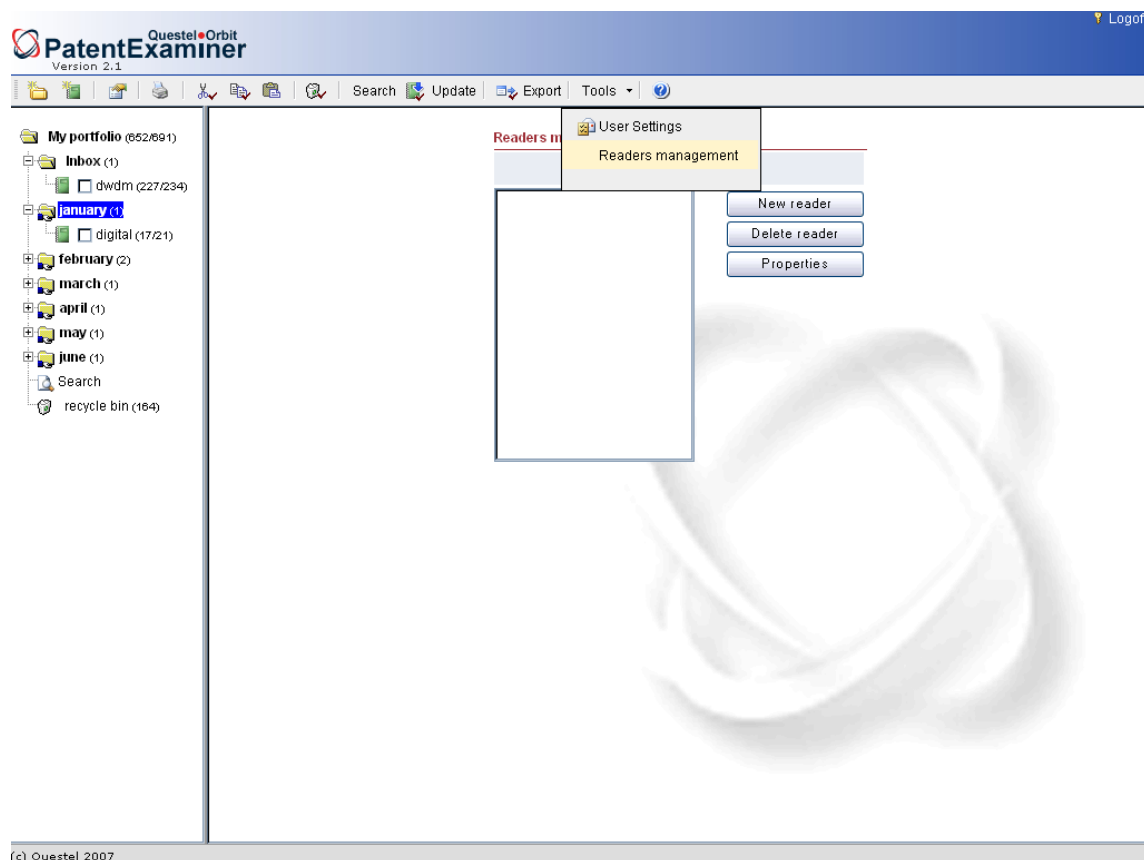 Logof
Questel Orbit
PatentExaminer
Version 2.1
Search Update Export Tools
User Settings
Readers management
My portfolio (652/691)
Inbox (1)
dwdm (227/234)
january (1)
digital (17/21)
february (2)
march (1)
april (1)
may (1)
june (1)
Search
recycle bin (164)
Readers m
New reader
Delete reader
Properties
(c) Questel 2007